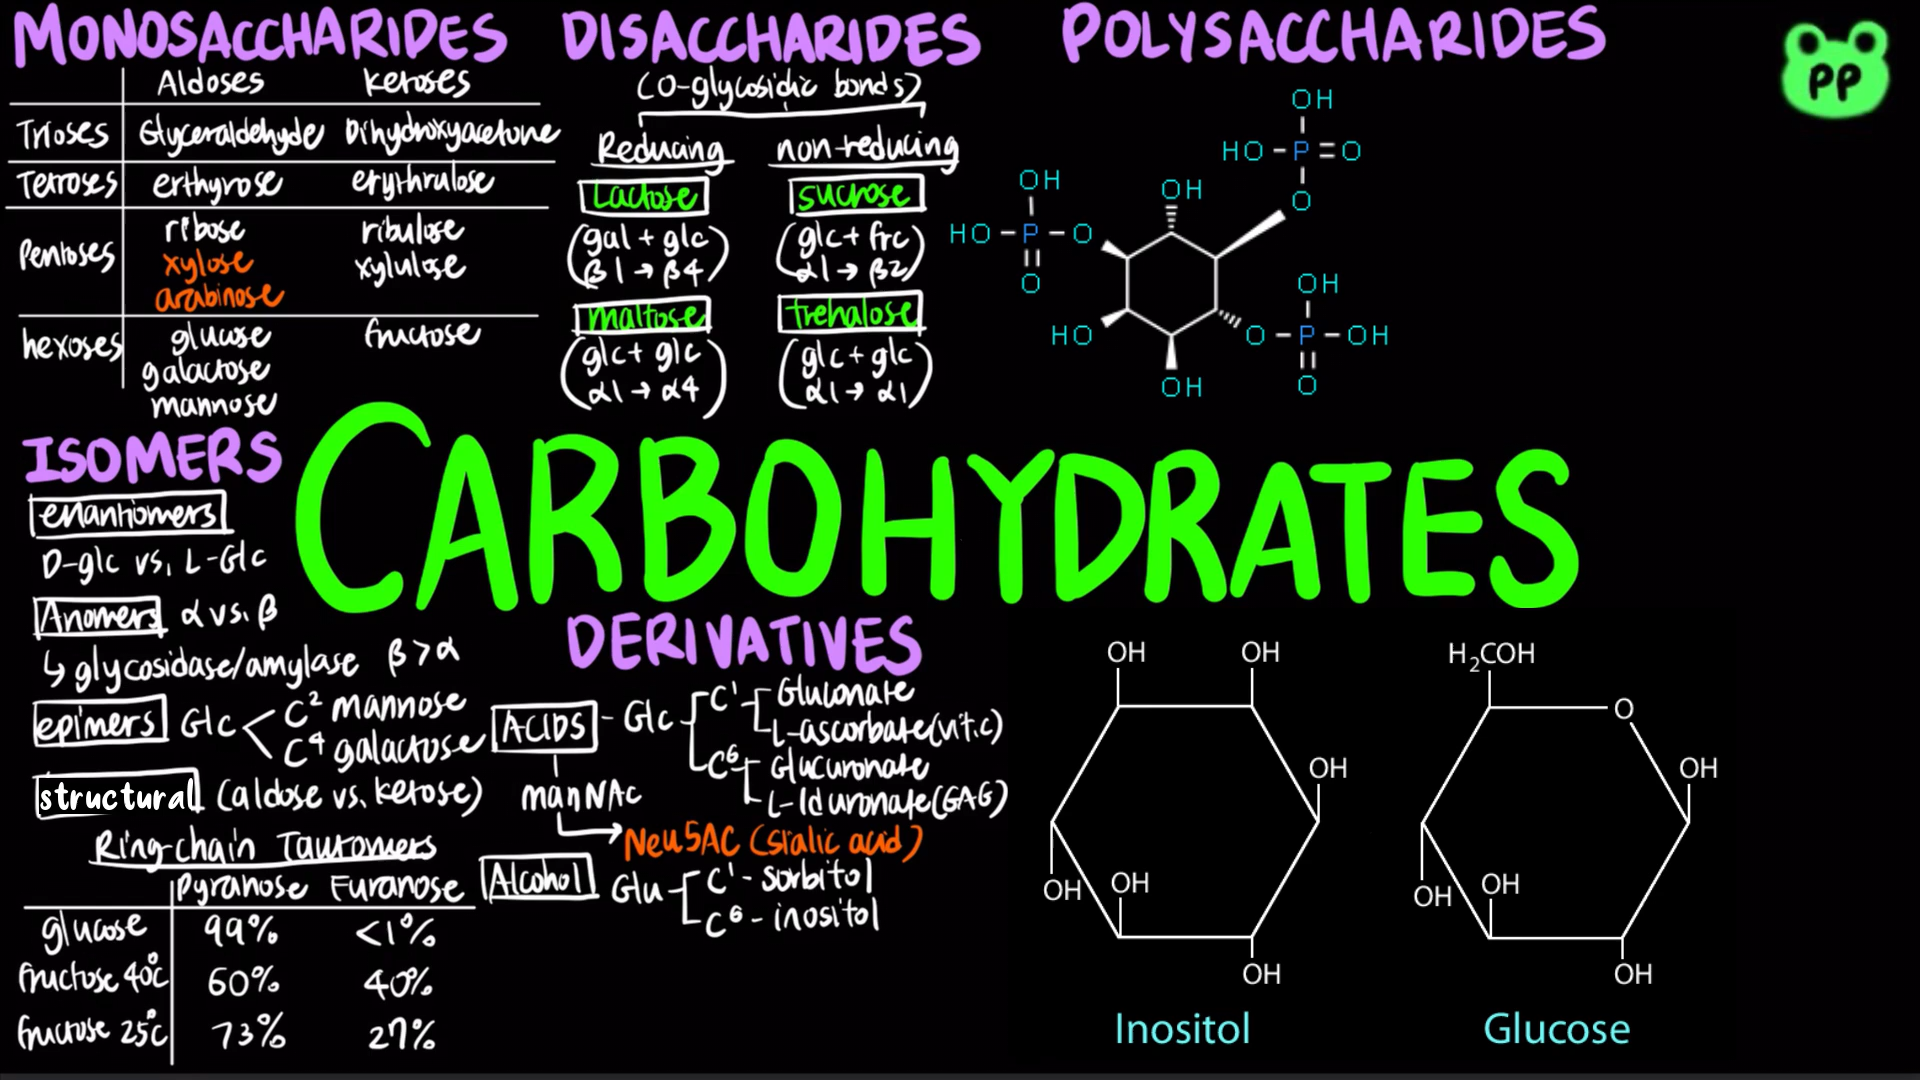 MONOSACCHARIDES
Aldoses ketoses
Trioses Glyceraldehyde Dihydroxyacetone
Tetroses erthyrose erythrulose
Pentoses ribose ribulose
xylose xylulose
arabinose
hexoses glucose fructose
galactose
mannose
DISACCHARIDES
(O-glycosidic bonds)
Reducing non-reducing
Lactose sucrose
(gal + glc (glc + frc
β1 → β4) α1 → β2)
maltose trehalose
(glc + glc (glc + glc
α1 → α4) α1 → α1)
POLYSACCHARIDES
OH
HO - P = O
O
OH
HO - P - O
O
OH
HO
OH
OH
O - P - OH
O
PP
CARBOHYDRATES
ISOMERS
enantiomers
D-glc vs. L-Glc
Anomers α vs. β
↳ glycosidase/amylase β > α
epimers Glc < C² mannose
C⁴ galactose
structural (aldose vs. ketose)
Ring-chain Tautomers
Pyranose Furanose
glucose 99% <1%
fructose 40°c 60% 40%
fructose 25°c 73% 27%
DERIVATIVES
ACIDS - Glc C' Gluconate
L-ascorbate (vit.c)
C⁶ Glucuronate
L-Iduronate (GAG)
manNAc
→ Neu5AC (sialic acid)
Alcohol Glu C' - sorbitol
C⁶ - inositol
OH OH
OH
OH OH
OH
Inositol
H₂COH
O
OH
OH OH
OH
Glucose